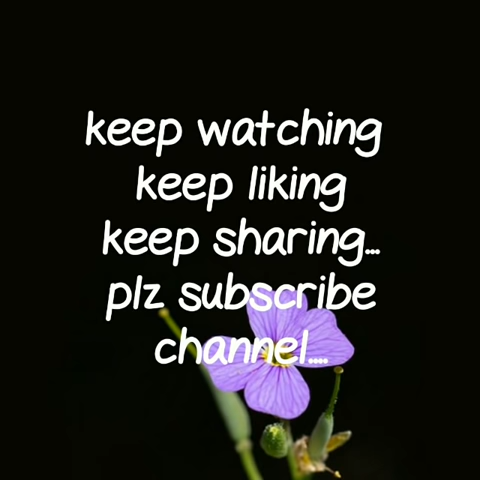 keep watching
keep liking
keep sharing...
plz subscribe
channel....